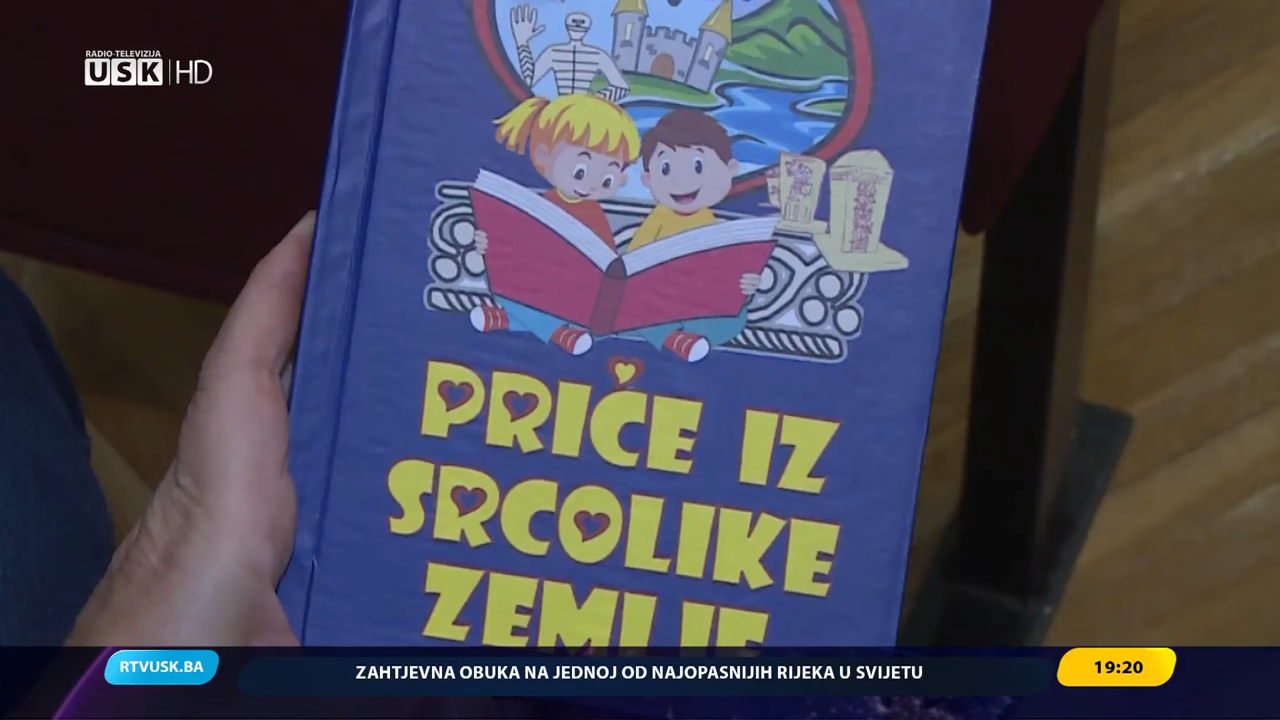 RADIO-TELEVIZIJA
USK HD
PRIČE IZ
SRCOLIKE
ZEMLJE
RTVUSK.BA
ZAHTJEVNA OBUKA NA JEDNOJ OD NAJOPASNIJIH RIJEKA U SVIJETU
19:20